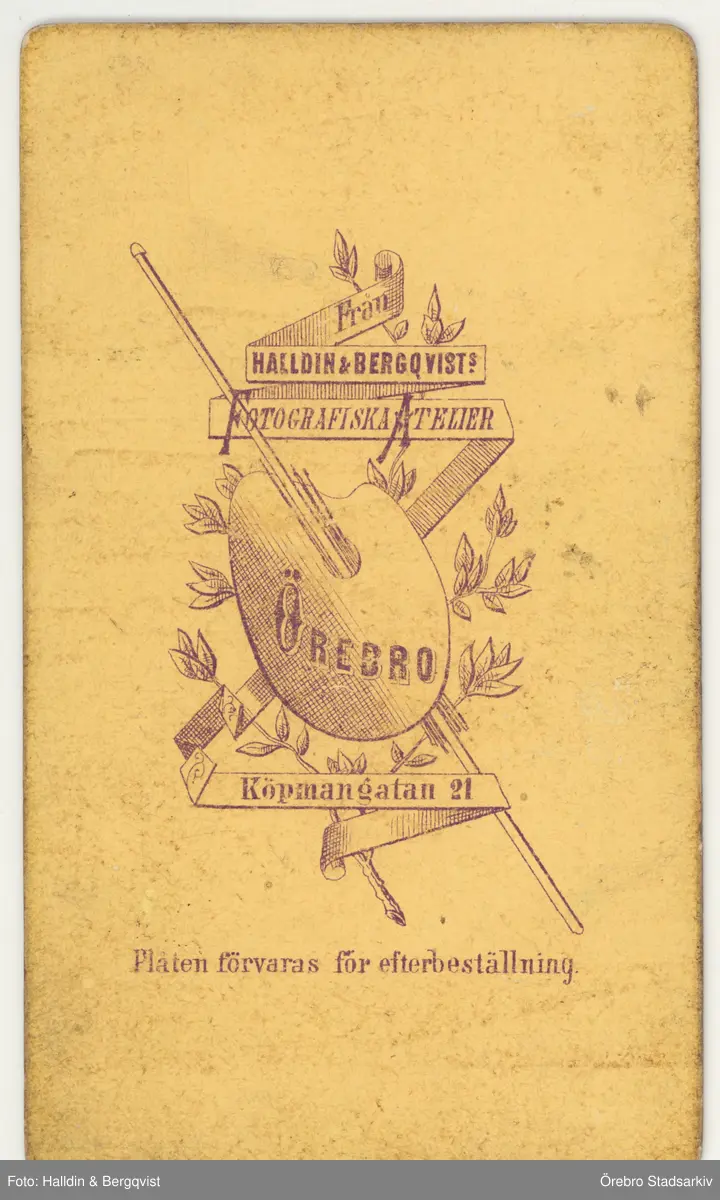 Från
HALLDIN & BERGQVISTS
FOTOGRAFISKA ATELIER
ÖREBRO
Köpmangatan 21
Platen förvaras för efterbeställning.
Foto: Halldin & Bergqvist
Örebro Stadsarkiv